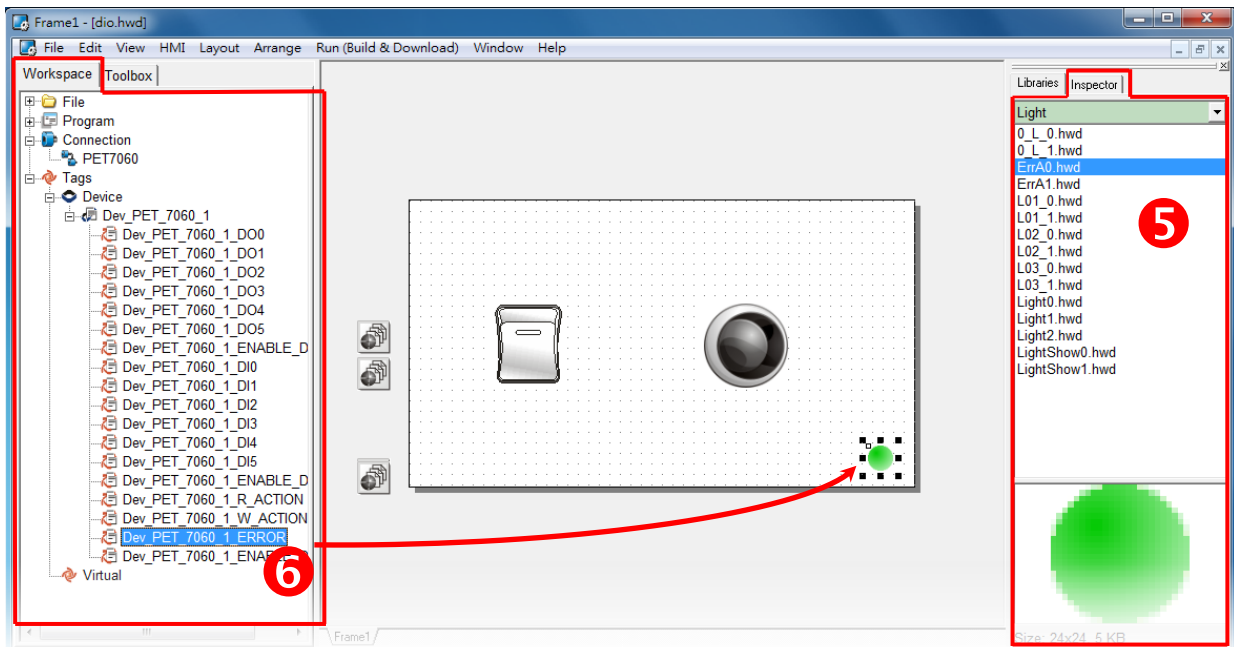 Frame1 - [dio.hwd]
File Edit View HMI Layout Arrange Run (Build & Download) Window Help
Workspace Toolbox
File
Program
Connection
PET7060
Tags
Device
Dev_PET_7060_1
Dev_PET_7060_1_DO0
Dev_PET_7060_1_DO1
Dev_PET_7060_1_DO2
Dev_PET_7060_1_DO3
Dev_PET_7060_1_DO4
Dev_PET_7060_1_DO5
Dev_PET_7060_1_ENABLE_D
Dev_PET_7060_1_DI0
Dev_PET_7060_1_DI1
Dev_PET_7060_1_DI2
Dev_PET_7060_1_DI3
Dev_PET_7060_1_DI4
Dev_PET_7060_1_DI5
Dev_PET_7060_1_ENABLE_D
Dev_PET_7060_1_R_ACTION
Dev_PET_7060_1_W_ACTION
Dev_PET_7060_1_ERROR
Dev_PET_7060_1_ENA
6
Virtual
Frame1
Libraries Inspector
Light
0_L_0.hwd
0_L_1.hwd
ErrA0.hwd
ErrA1.hwd
L01_0.hwd
L01_1.hwd
L02_0.hwd
L02_1.hwd
L03_0.hwd
L03_1.hwd
Light0.hwd
Light1.hwd
Light2.hwd
LightShow0.hwd
LightShow1.hwd
5
Size: 24x24 5 KB